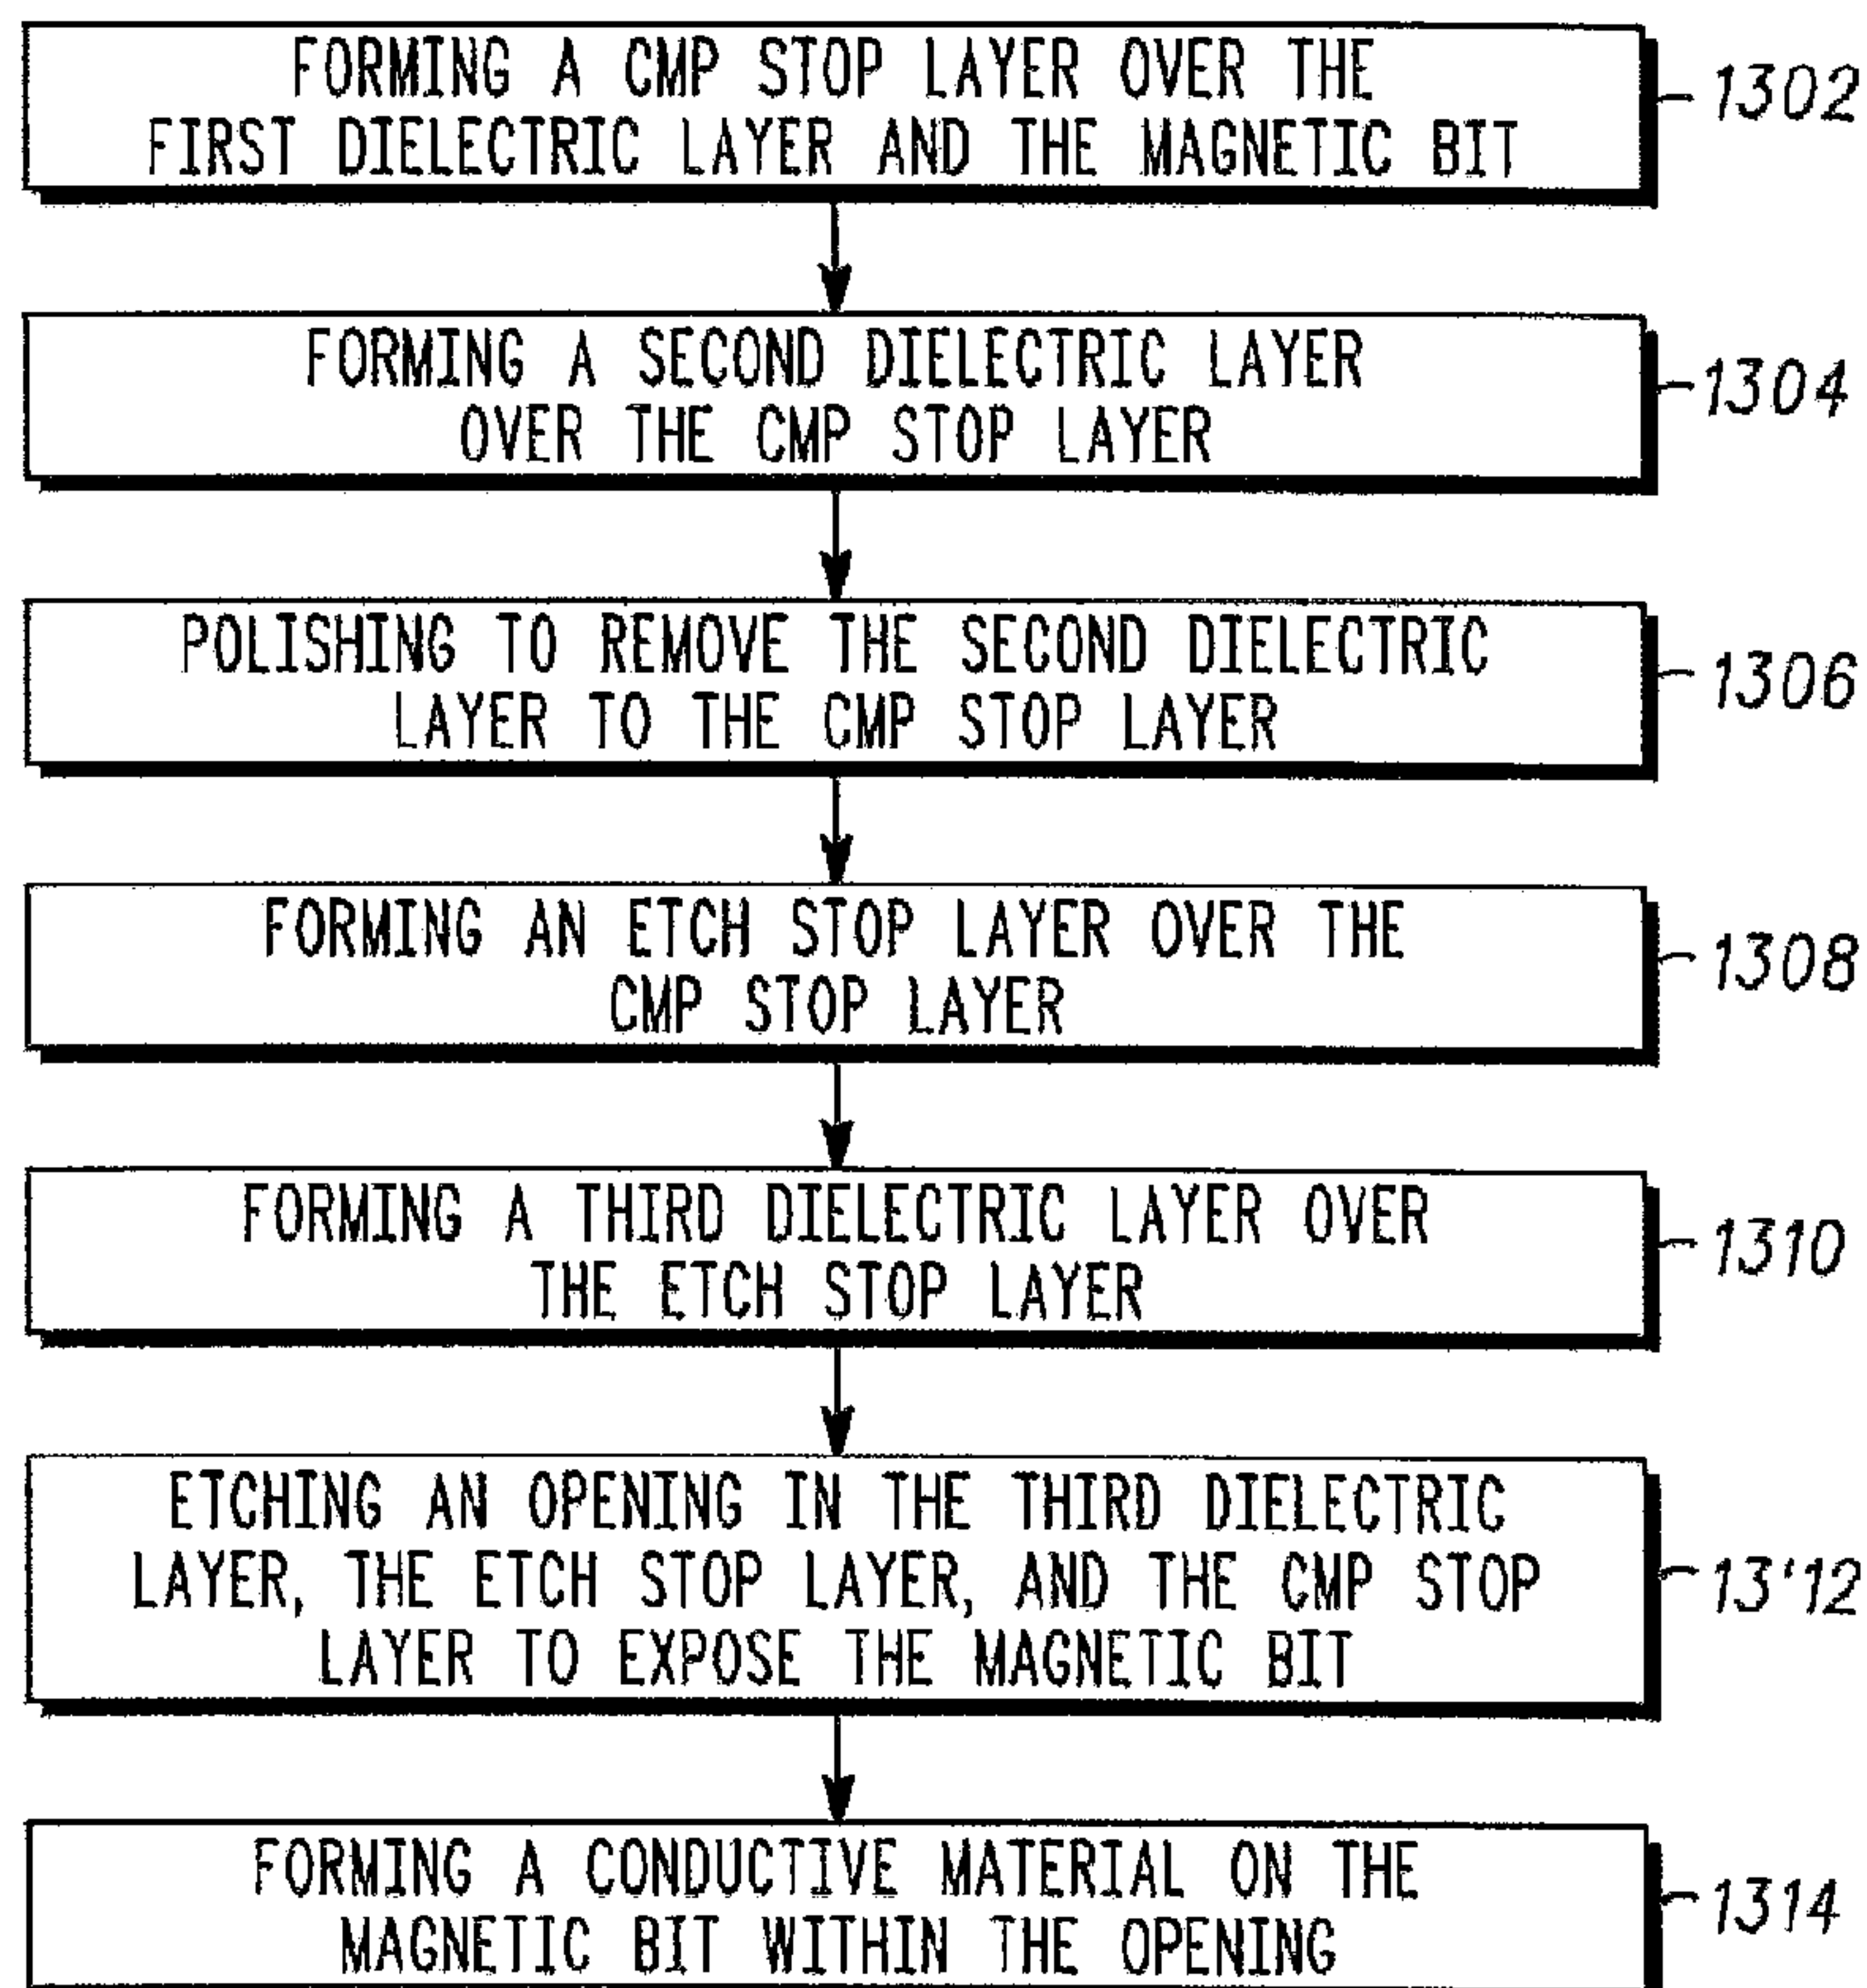 FORMING A CMP STOP LAYER OVER THE
FIRST DIELECTRIC LAYER AND THE MAGNETIC BIT
1302
FORMING A SECOND DIELECTRIC LAYER
OVER THE CMP STOP LAYER
1304
POLISHING TO REMOVE THE SECOND DIELECTRIC
LAYER TO THE CMP STOP LAYER
1306
FORMING AN ETCH STOP LAYER OVER THE
CMP STOP LAYER
1308
FORMING A THIRD DIELECTRIC LAYER OVER
THE ETCH STOP LAYER
1310
ETCHING AN OPENING IN THE THIRD DIELECTRIC
LAYER, THE ETCH STOP LAYER, AND THE CMP STOP
LAYER TO EXPOSE THE MAGNETIC BIT
13'12
FORMING A CONDUCTIVE MATERIAL ON THE
MAGNETIC BIT WITHIN THE OPENING
1314